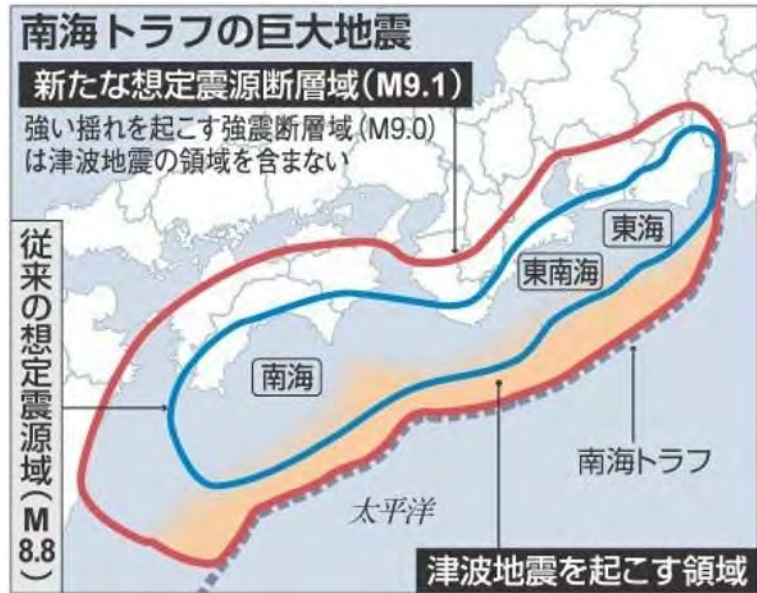 南海トラフの巨大地震
新たな想定震源断層域(M9.1)
強い揺れを起こす強震断層域(M9.0)
は津波地震の領域を含まない
従来の想定震源域(M8.8)
東海
東南海
南海
南海トラフ
太平洋
津波地震を起こす領域